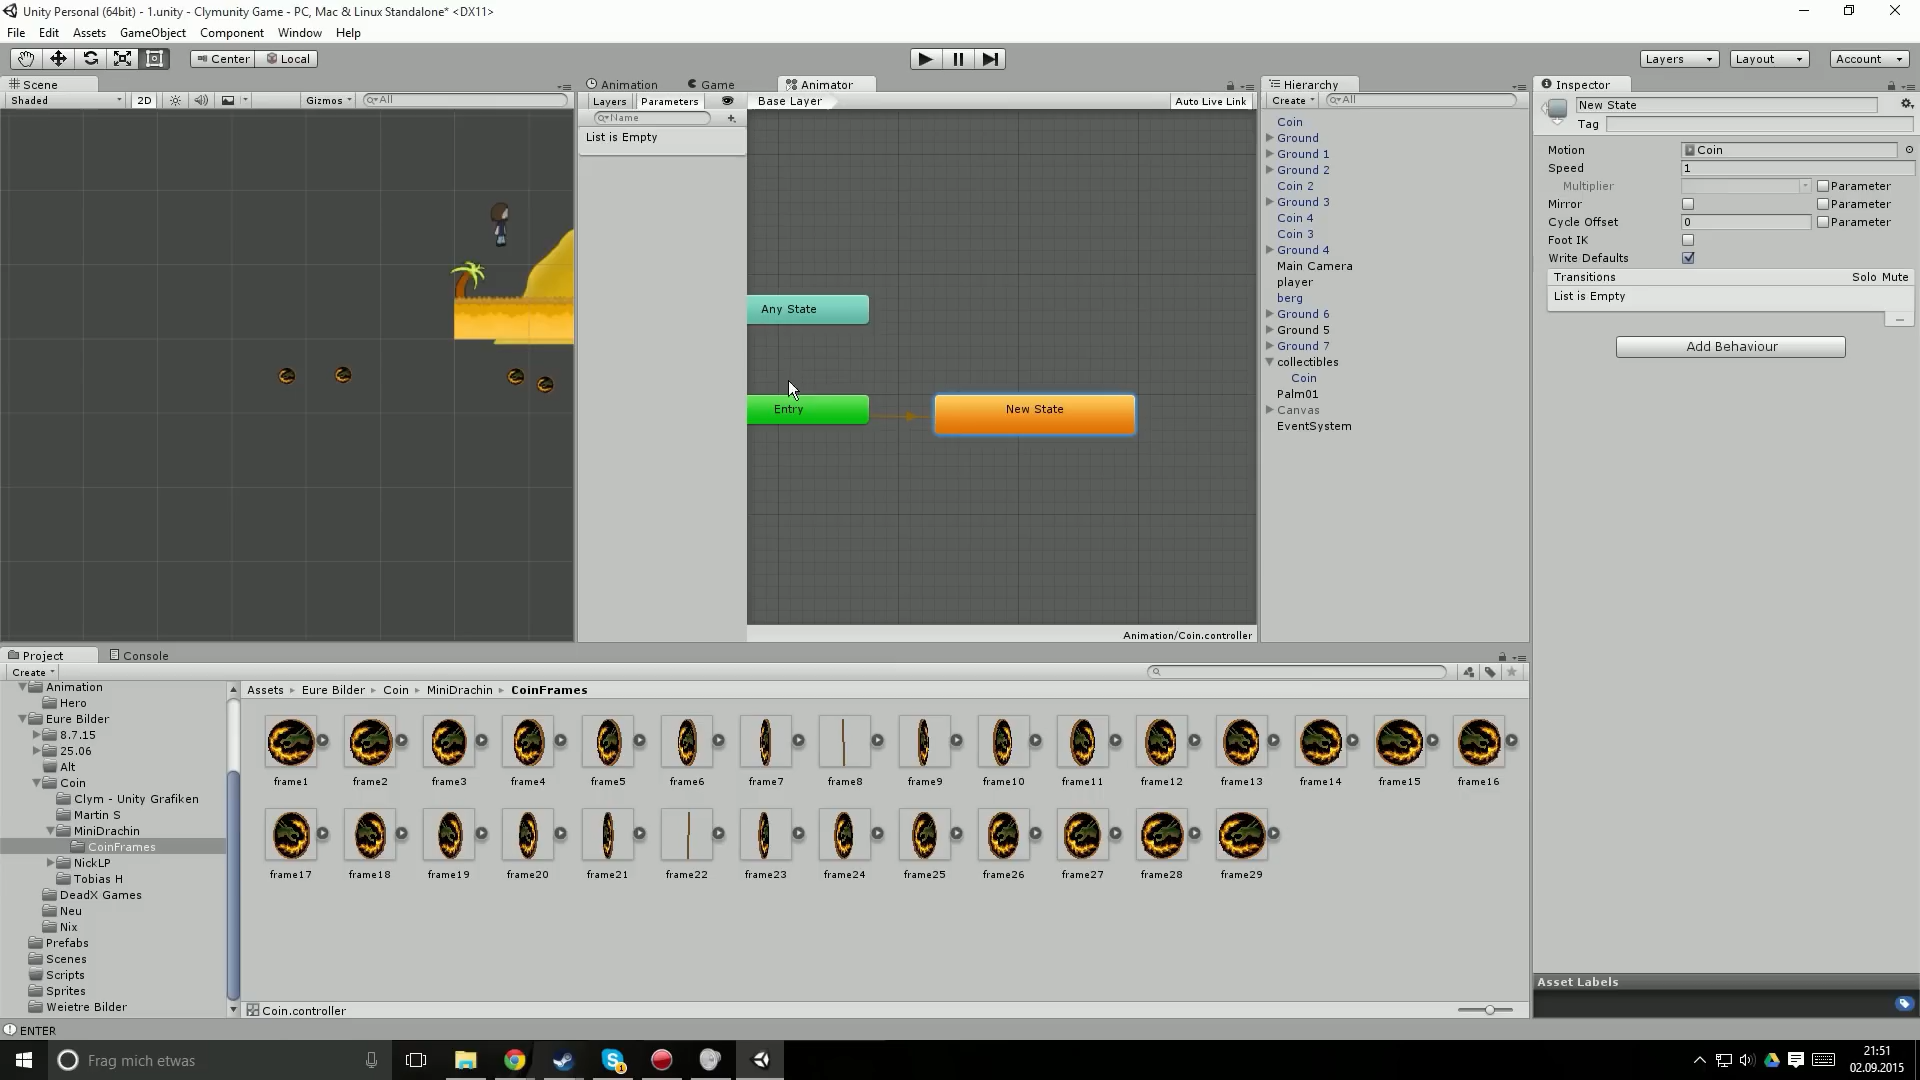 Unity Personal (64bit) - 1.unity - Clymunity Game - PC, Mac & Linux Standalone* <DX11>
File Edit Assets GameObject Component Window Help
Center Local Layers Layout Account
Scene
Shaded 2D Gizmos All
Animation Game Animator
Layers Parameters Base Layer Auto Live Link
Name
List is Empty
Any State
Entry
New State
Animation/Coin.controller
Hierarchy
Create All
Coin
Ground
Ground 1
Ground 2
Coin 2
Ground 3
Coin 4
Coin 3
Ground 4
Main Camera
player
berg
Ground 6
Ground 5
Ground 7
collectibles
Coin
Palm01
Canvas
EventSystem
Inspector
New State
Tag
Motion Coin
Speed 1
Multiplier Parameter
Mirror Parameter
Cycle Offset 0 Parameter
Foot IK
Write Defaults
Transitions Solo Mute
List is Empty
Add Behaviour
Asset Labels
Project Console
Create
Animation
Hero
Eure Bilder
8.7.15
25.06
Alt
Coin
Clym - Unity Grafiken
Martin S
MiniDrachin
CoinFrames
NickLP
Tobias H
DeadX Games
Neu
Nix
Prefabs
Scenes
Scripts
Sprites
Weietre Bilder
Assets Eure Bilder Coin MiniDrachin CoinFrames
frame1 frame2 frame3 frame4 frame5 frame6 frame7 frame8 frame9 frame10 frame11 frame12 frame13 frame14 frame15 frame16
frame17 frame18 frame19 frame20 frame21 frame22 frame23 frame24 frame25 frame26 frame27 frame28 frame29
Coin.controller
ENTER
Frag mich etwas
1
21:51
02.09.2015